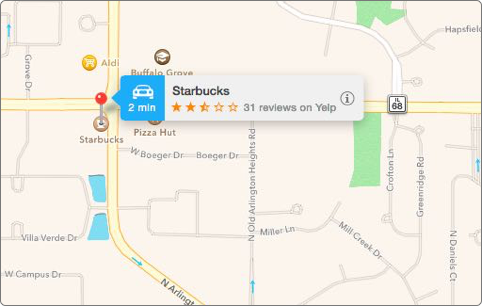 Hapsfield
Grove Dr
Aldi
Buffalo Grove
Starbucks
2 min
31 reviews on Yelp
IL
68
Starbucks
Pizza Hut
W Boeger Dr
Boeger Dr
N Old Arlington Heights Rd
Crofton Ln
Greenridge Rd
Villa Verde Dr
Miller Ln
Mill Creek Dr
N Daniels Ct
W Campus Dr
N Arling